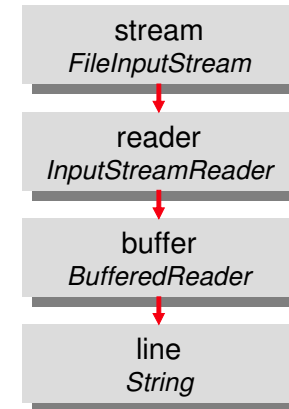 stream
FileInputStream
reader
InputStreamReader
buffer
BufferedReader
line
String